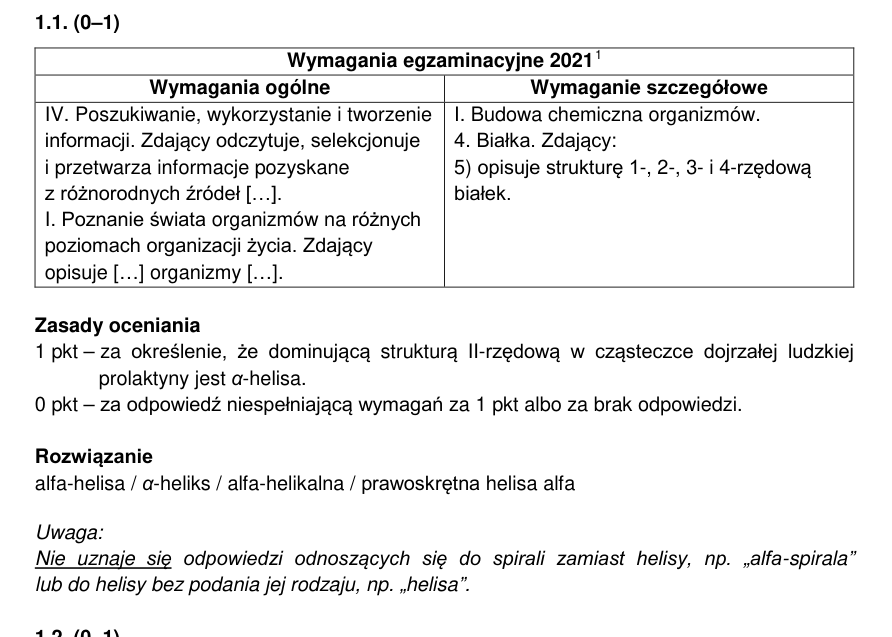 1.1. (0–1)
Wymagania egzaminacyjne 2021¹
Wymagania ogólne
Wymaganie szczegółowe
IV. Poszukiwanie, wykorzystanie i tworzenie
informacji. Zdający odczytuje, selekcjonuje
i przetwarza informacje pozyskane
z różnorodnych źródeł […].
I. Poznanie świata organizmów na różnych
poziomach organizacji życia. Zdający
opisuje […] organizmy […].
I. Budowa chemiczna organizmów.
4. Białka. Zdający:
5) opisuje strukturę 1-, 2-, 3- i 4-rzędową
białek.
Zasady oceniania
1 pkt – za określenie, że dominującą strukturą II-rzędową w cząsteczce dojrzałej ludzkiej
prolaktyny jest α-helisa.
0 pkt – za odpowiedź niespełniającą wymagań za 1 pkt albo za brak odpowiedzi.
Rozwiązanie
alfa-helisa / α-heliks / alfa-helikalna / prawoskrętna helisa alfa
Uwaga:
Nie uznaje się odpowiedzi odnoszących się do spirali zamiast helisy, np. „alfa-spirala”
lub do helisy bez podania jej rodzaju, np. „helisa”.
1.2. (0–1)